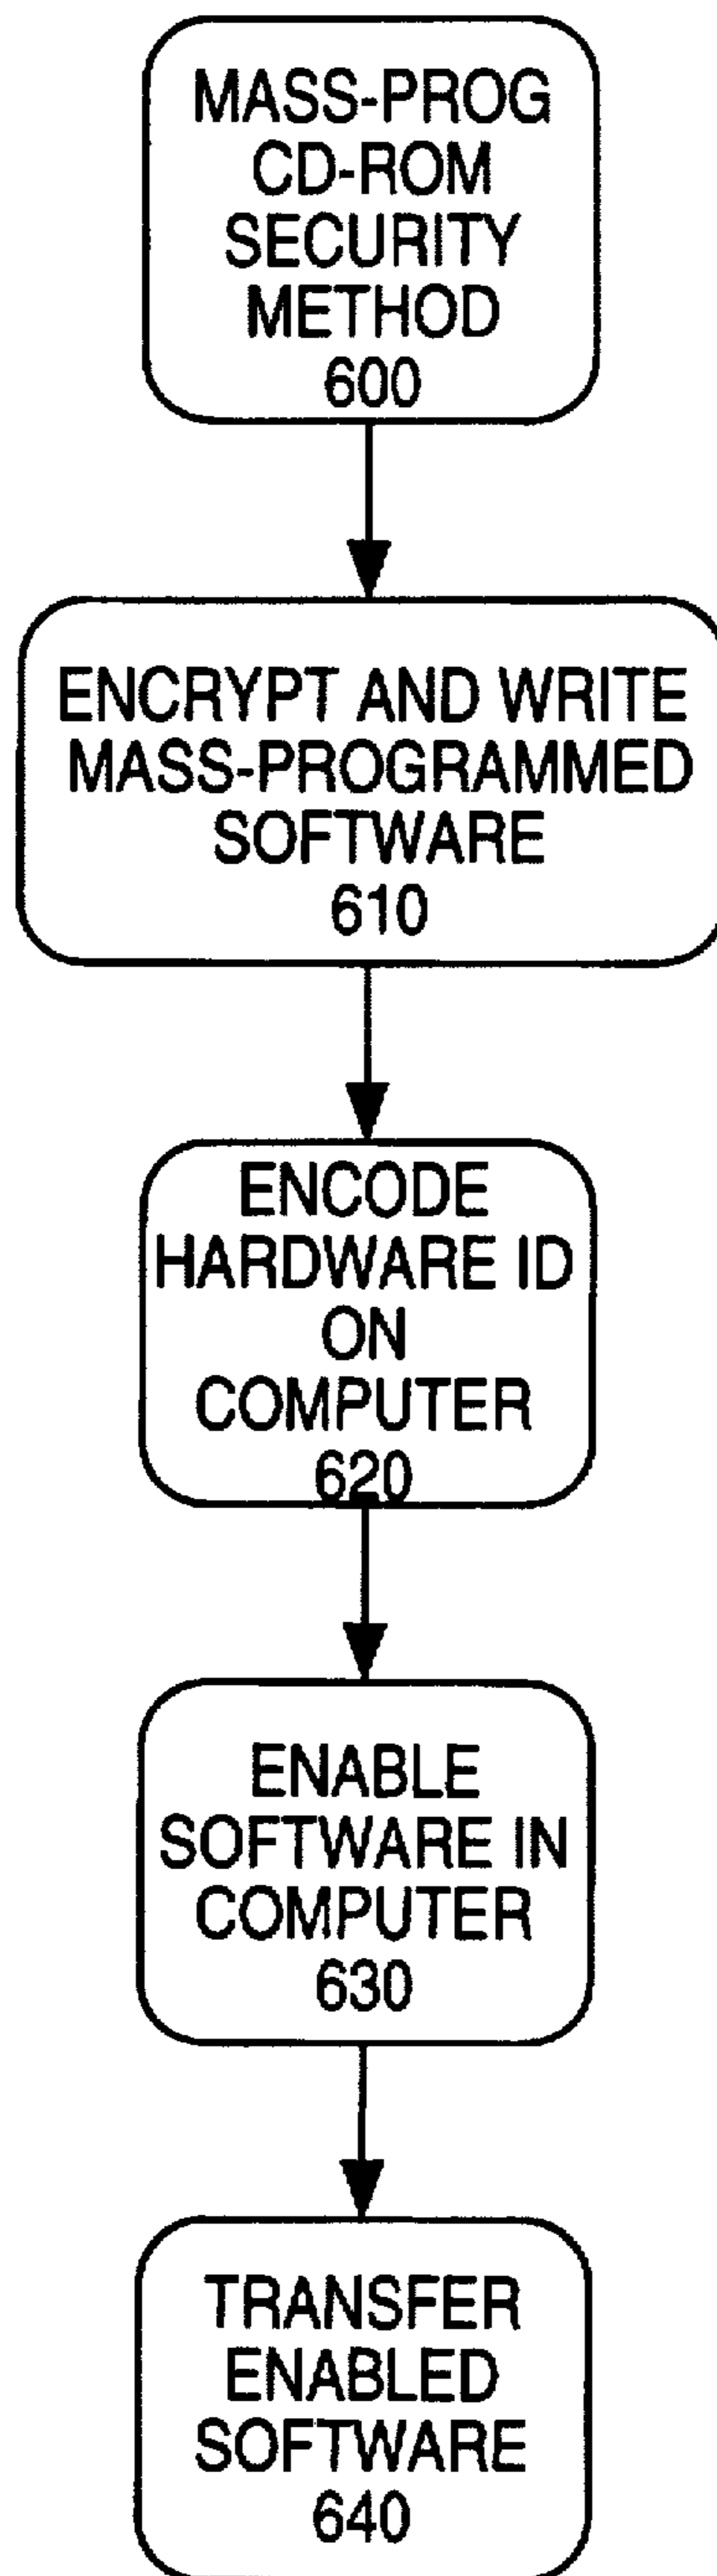 MASS-PROG
CD-ROM
SECURITY
METHOD
600
ENCRYPT AND WRITE
MASS-PROGRAMMED
SOFTWARE
610
ENCODE
HARDWARE ID
ON
COMPUTER
620
ENABLE
SOFTWARE IN
COMPUTER
630
TRANSFER
ENABLED
SOFTWARE
640